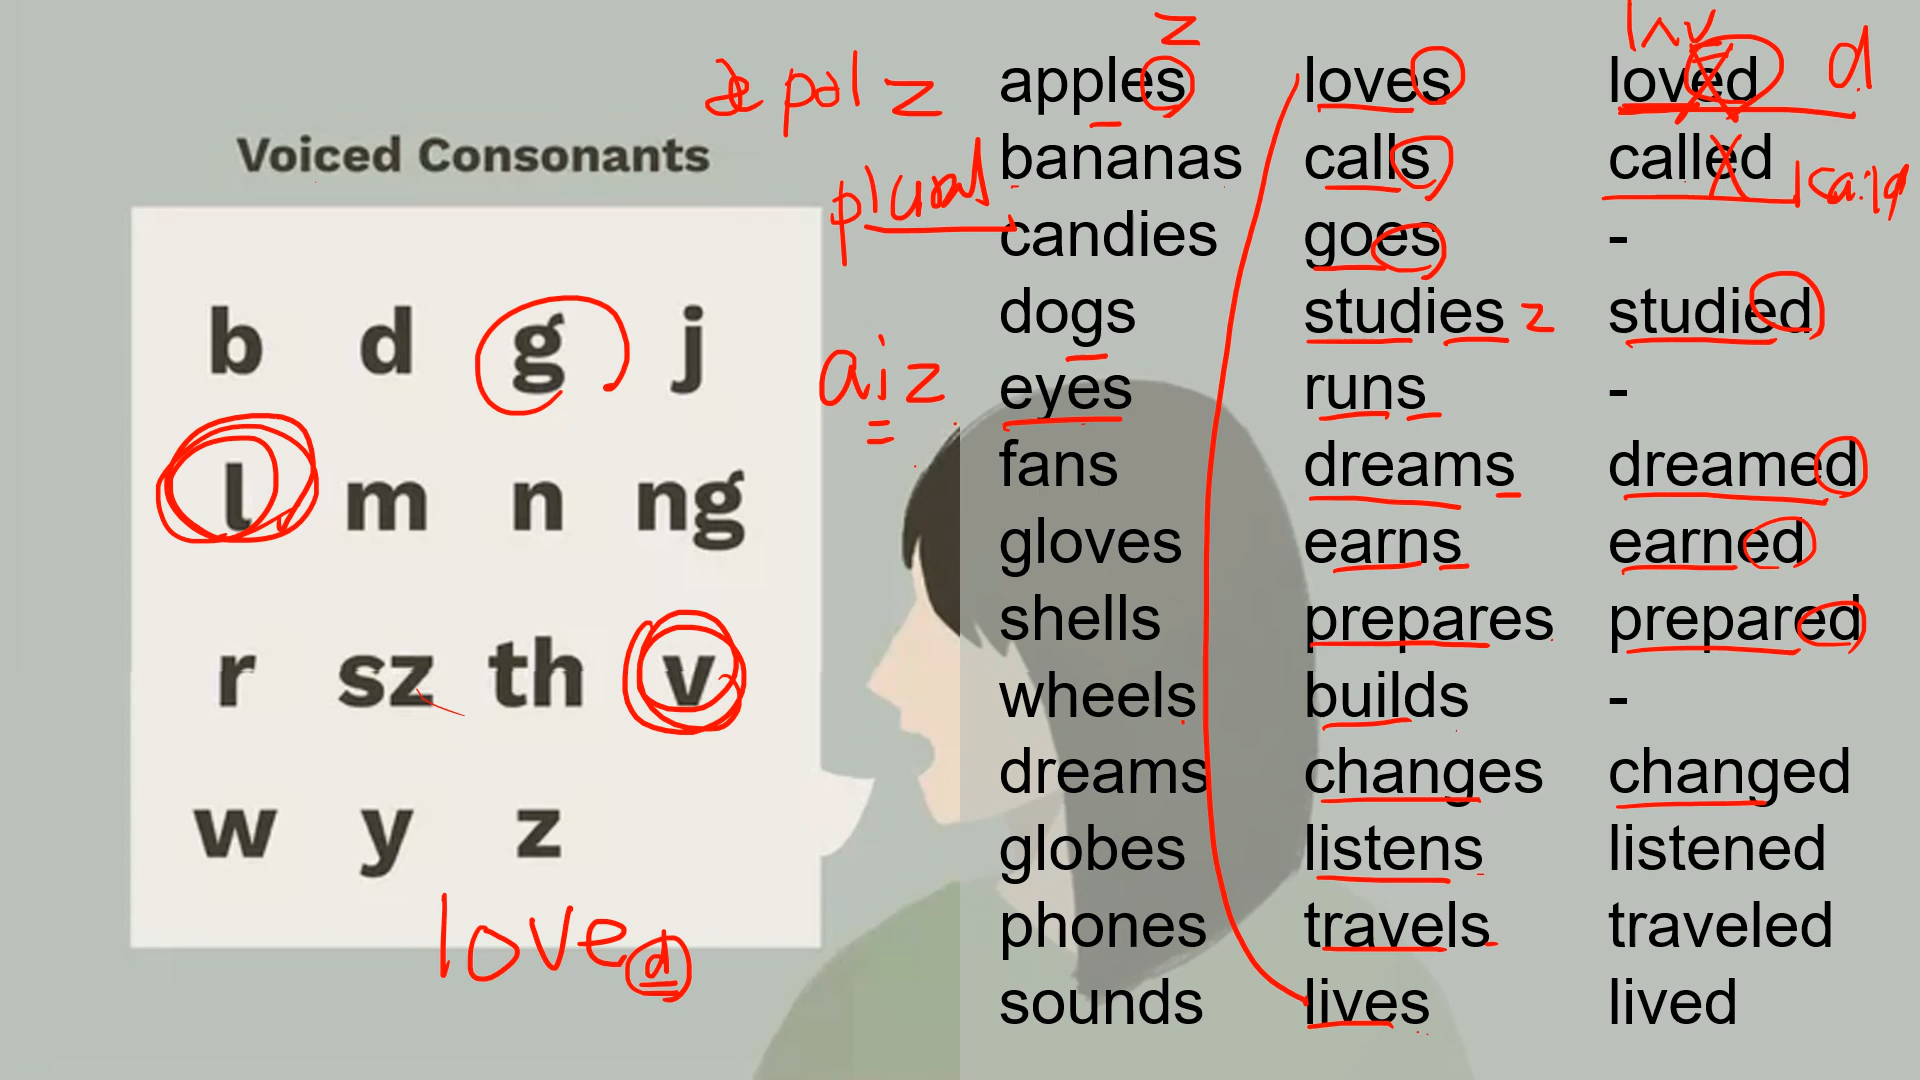 Voiced Consonants
b d g j
l m n ng
r sz th v
w y z
loved
z
z
plural
aiz
apples loves loved d
bananas calls called
candies goes -
dogs studies z studied
eyes runs -
fans dreams dreamed
gloves earns earned
shells prepares prepared
wheels builds -
dreams changes changed
globes listens listened
phones travels traveled
sounds lives lived